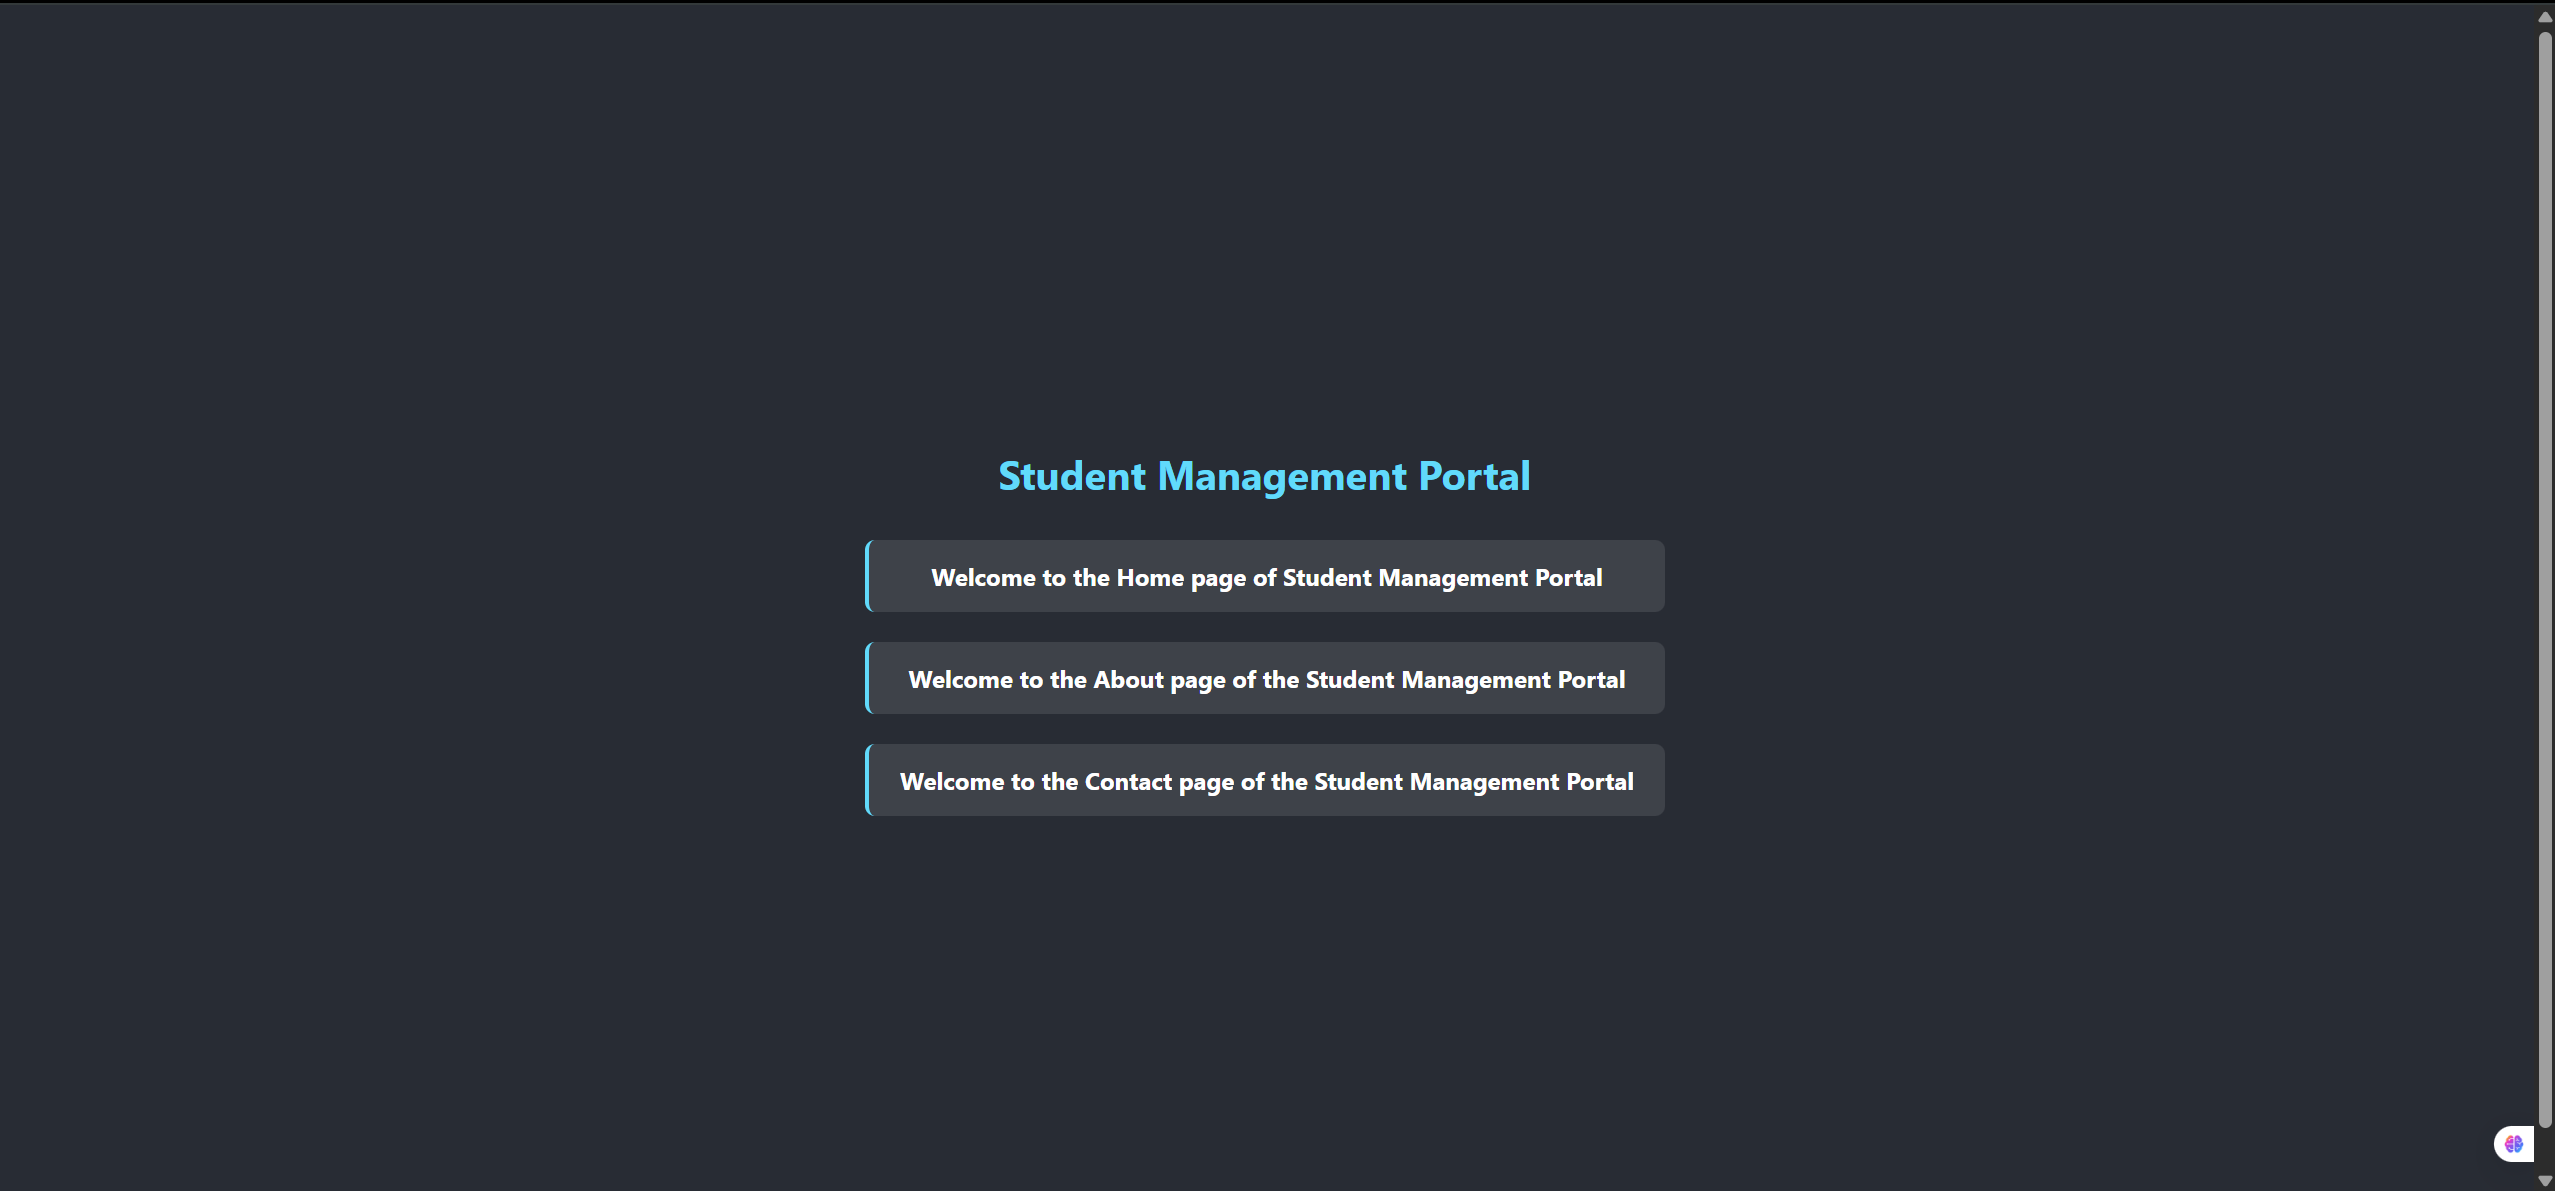 Student Management Portal
Welcome to the Home page of Student Management Portal
Welcome to the About page of the Student Management Portal
Welcome to the Contact page of the Student Management Portal